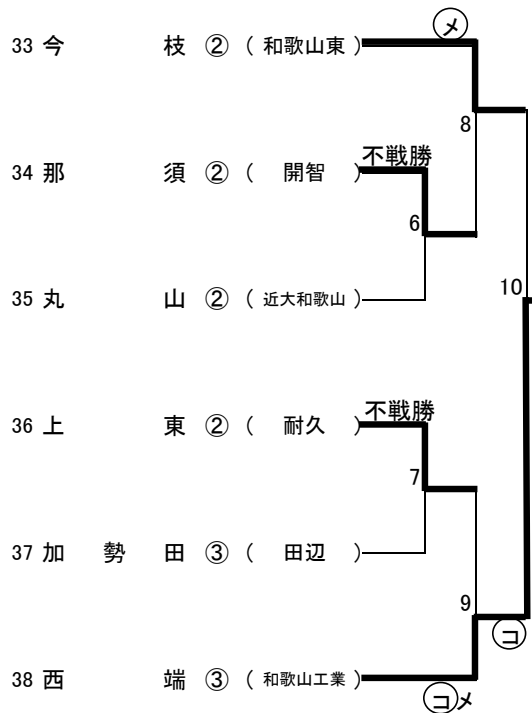 メ
33 今 枝 ② ( 和歌山東 )
8
不戦勝
34 那 須 ② ( 開智 )
6
35 丸 山 ② ( 近大和歌山 )
10
不戦勝
36 上 東 ② ( 耐久 )
7
37 加 勢 田 ③ ( 田辺 )
9
コ
38 西 端 ③ ( 和歌山工業 )
コメ